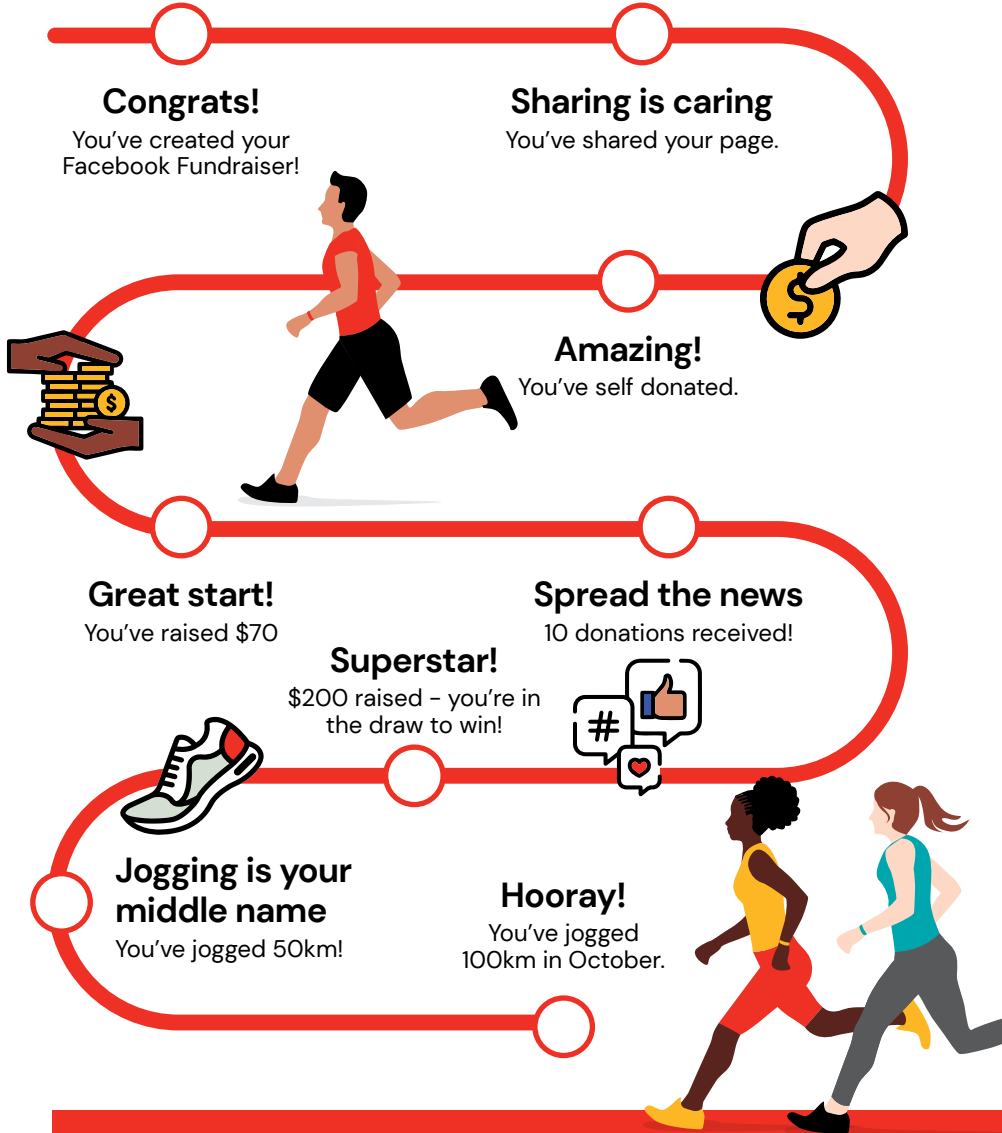 Congrats!
You've created your
Facebook Fundraiser!
Sharing is caring
You've shared your page.
$
Amazing!
You've self donated.
$
Great start!
You've raised $70
Spread the news
10 donations received!
Superstar!
$200 raised - you're in
the draw to win!
#
Jogging is your
middle name
You've jogged 50km!
Hooray!
You've jogged
100km in October.